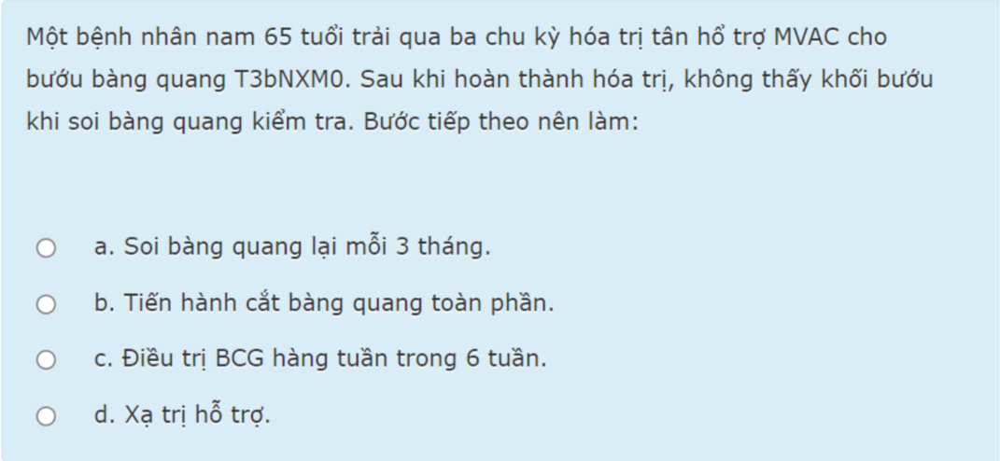 Một bệnh nhân nam 65 tuổi trải qua ba chu kỳ hóa trị tân hổ trợ MVAC cho
bướu bàng quang T3bNXM0. Sau khi hoàn thành hóa trị, không thấy khối bướu
khi soi bàng quang kiểm tra. Bước tiếp theo nên làm:
a. Soi bàng quang lại mỗi 3 tháng.
b. Tiến hành cắt bàng quang toàn phần.
c. Điều trị BCG hàng tuần trong 6 tuần.
d. Xạ trị hỗ trợ.